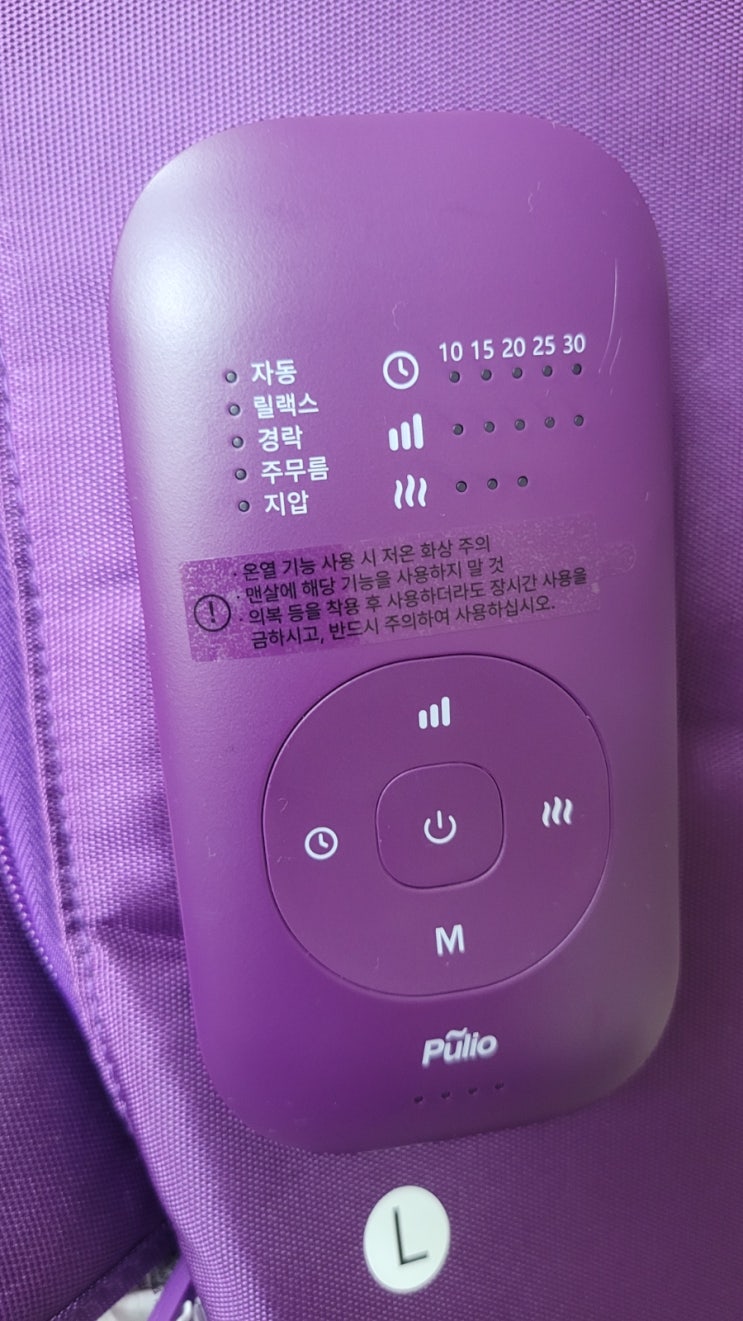 10 15 20 25 30
자동
릴랙스
경락
주무름
지압
· 온열 기능 사용 시 저온 화상 주의
· 맨살에 해당 기능을 사용하지 말 것
· 의복 등을 착용 후 사용하더라도 장시간 사용을
금하시고, 반드시 주의하여 사용하십시오.
M
Pulio
L